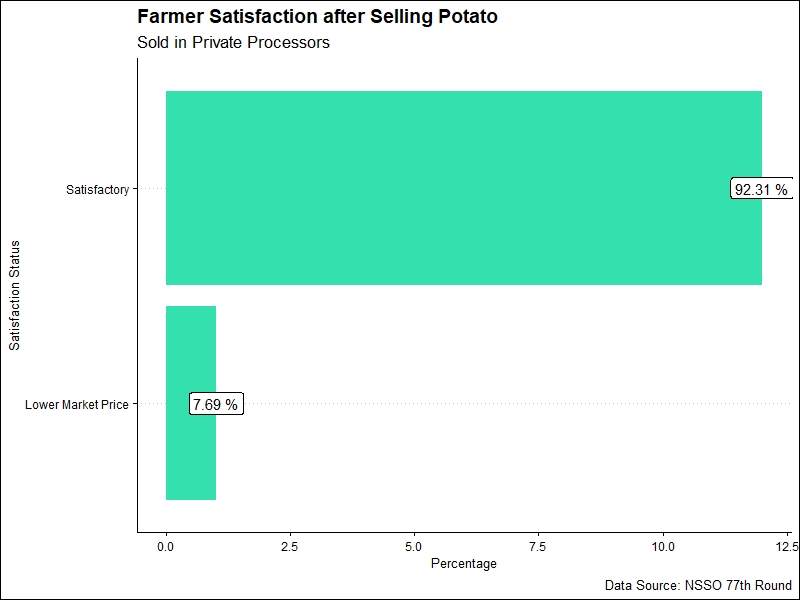 Farmer Satisfaction after Selling Potato
Sold in Private Processors
Satisfaction Status
Satisfactory
92.31 %
Lower Market Price
7.69 %
0.0 2.5 5.0 7.5 10.0 12.5
Percentage
Data Source: NSSO 77th Round